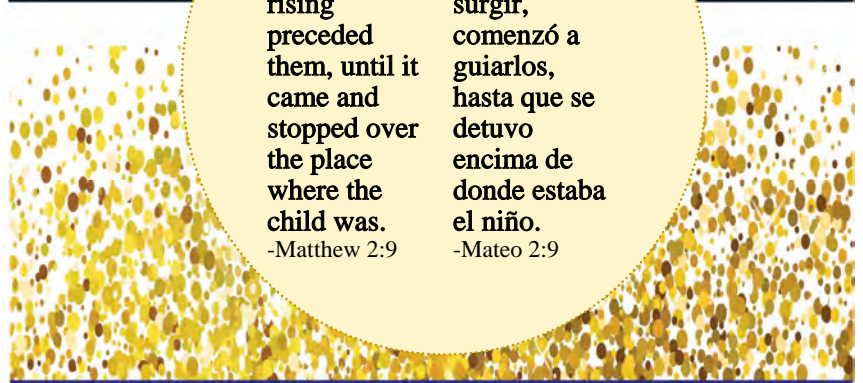 rising
preceded
them, until it
came and
stopped over
the place
where the
child was.
-Matthew 2:9
surgir,
comenzó a
guiarlos,
hasta que se
detuvo
encima de
donde estaba
el niño.
-Mateo 2:9